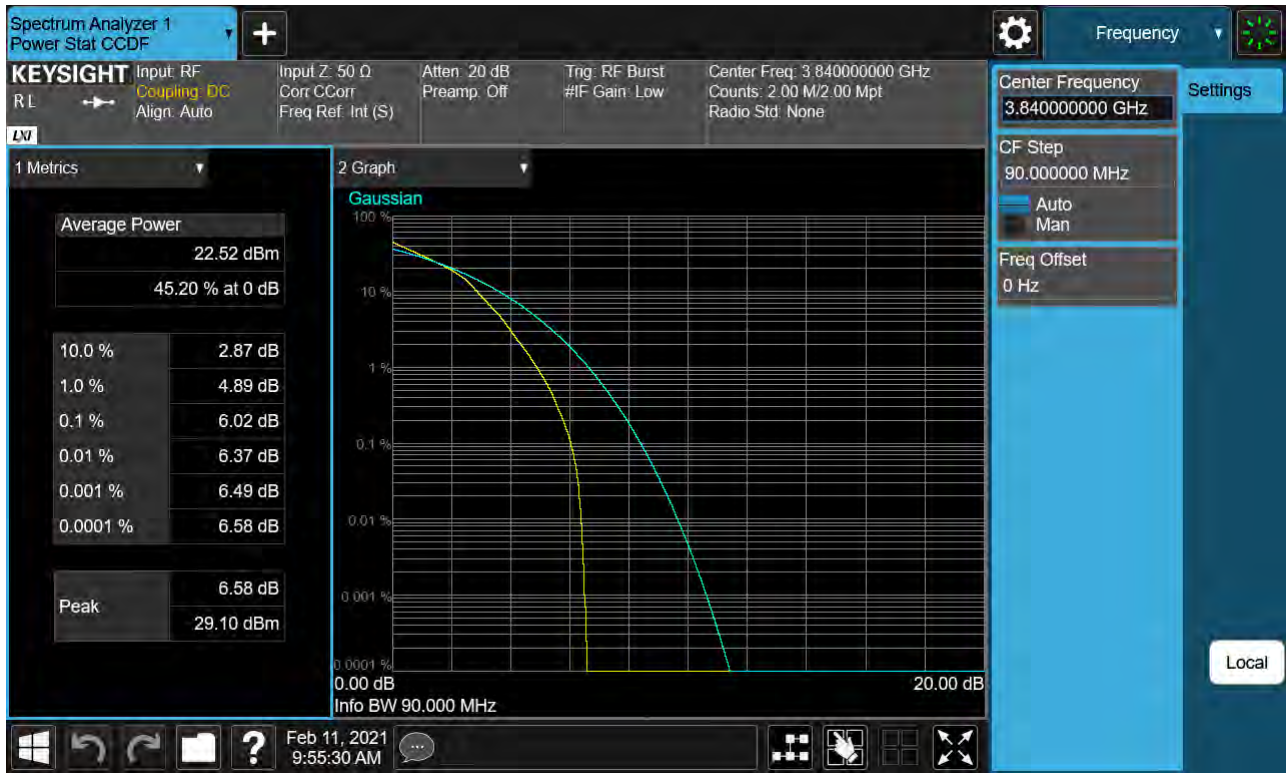 Spectrum Analyzer 1
Power Stat CCDF
Frequency
KEYSIGHT
RL
LXI
Input: RF
Coupling: DC
Align: Auto
Input Z: 50 Ω
Corr CCorr
Freq Ref: Int (S)
Atten: 20 dB
Preamp: Off
Trig: RF Burst
#IF Gain: Low
Center Freq: 3.840000000 GHz
Counts: 2.00 M/2.00 Mpt
Radio Std: None
Center Frequency
3.840000000 GHz
Settings
CF Step
90.000000 MHz
Auto
Man
Freq Offset
0 Hz
1 Metrics
Average Power
22.52 dBm
45.20 % at 0 dB
10.0 % 2.87 dB
1.0 % 4.89 dB
0.1 % 6.02 dB
0.01 % 6.37 dB
0.001 % 6.49 dB
0.0001 % 6.58 dB
Peak
6.58 dB
29.10 dBm
2 Graph
Gaussian
100 %
10 %
1 %
0.1 %
0.01 %
0.001 %
0.0001 %
0.00 dB 20.00 dB
Info BW 90.000 MHz
Local
Feb 11, 2021
9:55:30 AM